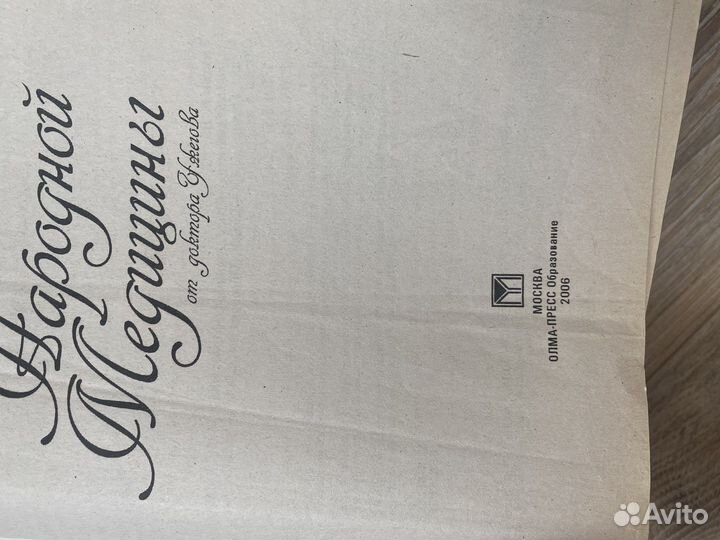 Народной
Медицины
от доктора Ужегова
МОСКВА
ОЛМА-ПРЕСС Образование
2006
Avito